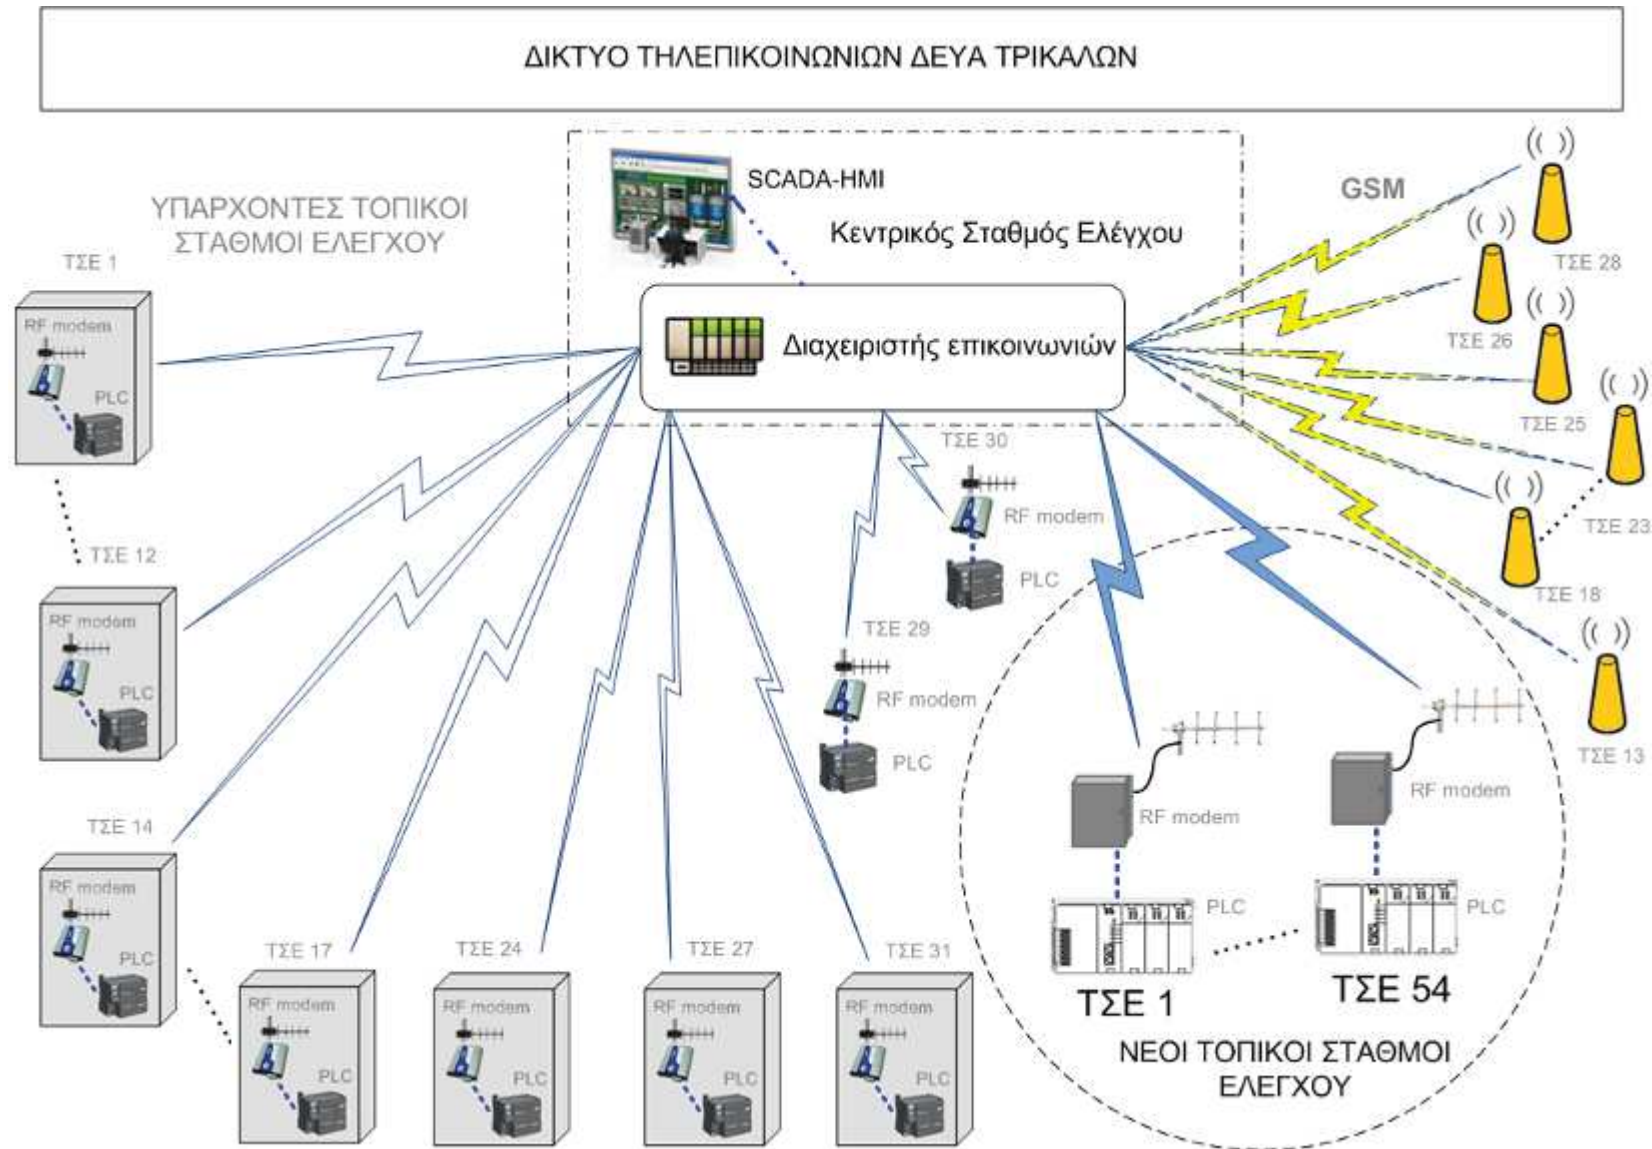 ΔΙΚΤΥΟ ΤΗΛΕΠΙΚΟΙΝΩΝΙΩΝ ΔΕΥΑ ΤΡΙΚΑΛΩΝ
SCADA-HMI
Κεντρικός Σταθμός Ελέγχου
Διαχειριστής επικοινωνιών
ΥΠΑΡΧΟΝΤΕΣ ΤΟΠΙΚΟΙ
ΣΤΑΘΜΟΙ ΕΛΕΓΧΟΥ
GSM
ΤΣΕ 28
ΤΣΕ 26
ΤΣΕ 25
ΤΣΕ 23
ΤΣΕ 18
ΤΣΕ 13
ΤΣΕ 1
RF modem
PLC
ΤΣΕ 12
RF modem
PLC
ΤΣΕ 14
RF modem
PLC
ΤΣΕ 17
RF modem
PLC
ΤΣΕ 24
RF modem
PLC
ΤΣΕ 27
RF modem
PLC
ΤΣΕ 31
RF modem
PLC
ΤΣΕ 30
RF modem
PLC
ΤΣΕ 29
RF modem
PLC
RF modem
PLC
ΤΣΕ 1
RF modem
PLC
ΤΣΕ 54
ΝΕΟΙ ΤΟΠΙΚΟΙ ΣΤΑΘΜΟΙ
ΕΛΕΓΧΟΥ